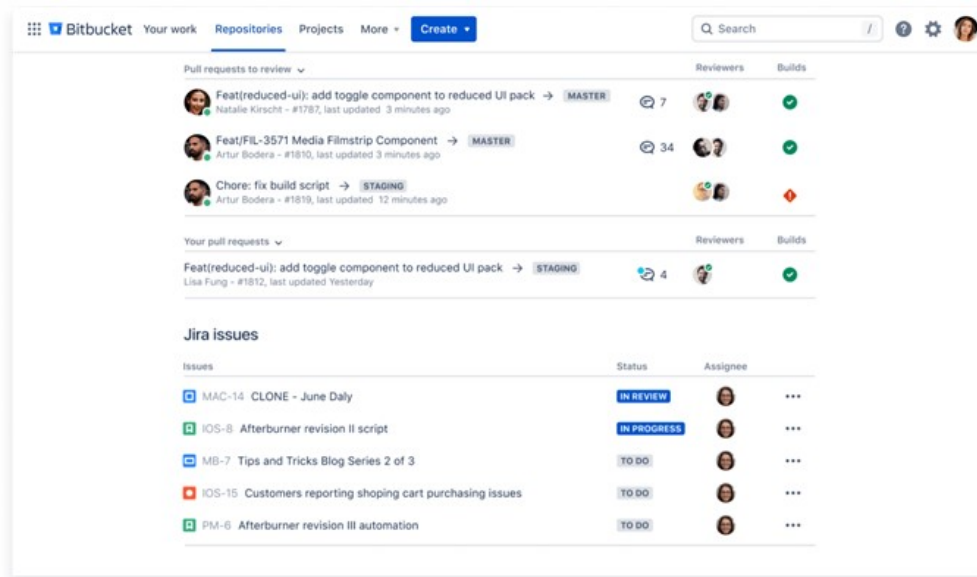 Bitbucket Your work Repositories Projects More Create Search /
Pull requests to review Reviewers Builds
Feat(reduced-ui): add toggle component to reduced UI pack → MASTER 7
Natalie Kirscht - #1787, last updated 3 minutes ago
Feat/FIL-3571 Media Filmstrip Component → MASTER 34
Artur Bodera - #1810, last updated 3 minutes ago
Chore: fix build script → STAGING
Artur Bodera - #1819, last updated 12 minutes ago
Your pull requests Reviewers Builds
Feat(reduced-ui): add toggle component to reduced UI pack → STAGING 4
Lisa Fung - #1812, last updated Yesterday
Jira issues
Issues Status Assignee
MAC-14 CLONE - June Daly IN REVIEW
IOS-8 Afterburner revision II script IN PROGRESS
MB-7 Tips and Tricks Blog Series 2 of 3 TO DO
IOS-15 Customers reporting shoping cart purchasing issues TO DO
PM-6 Afterburner revision III automation TO DO